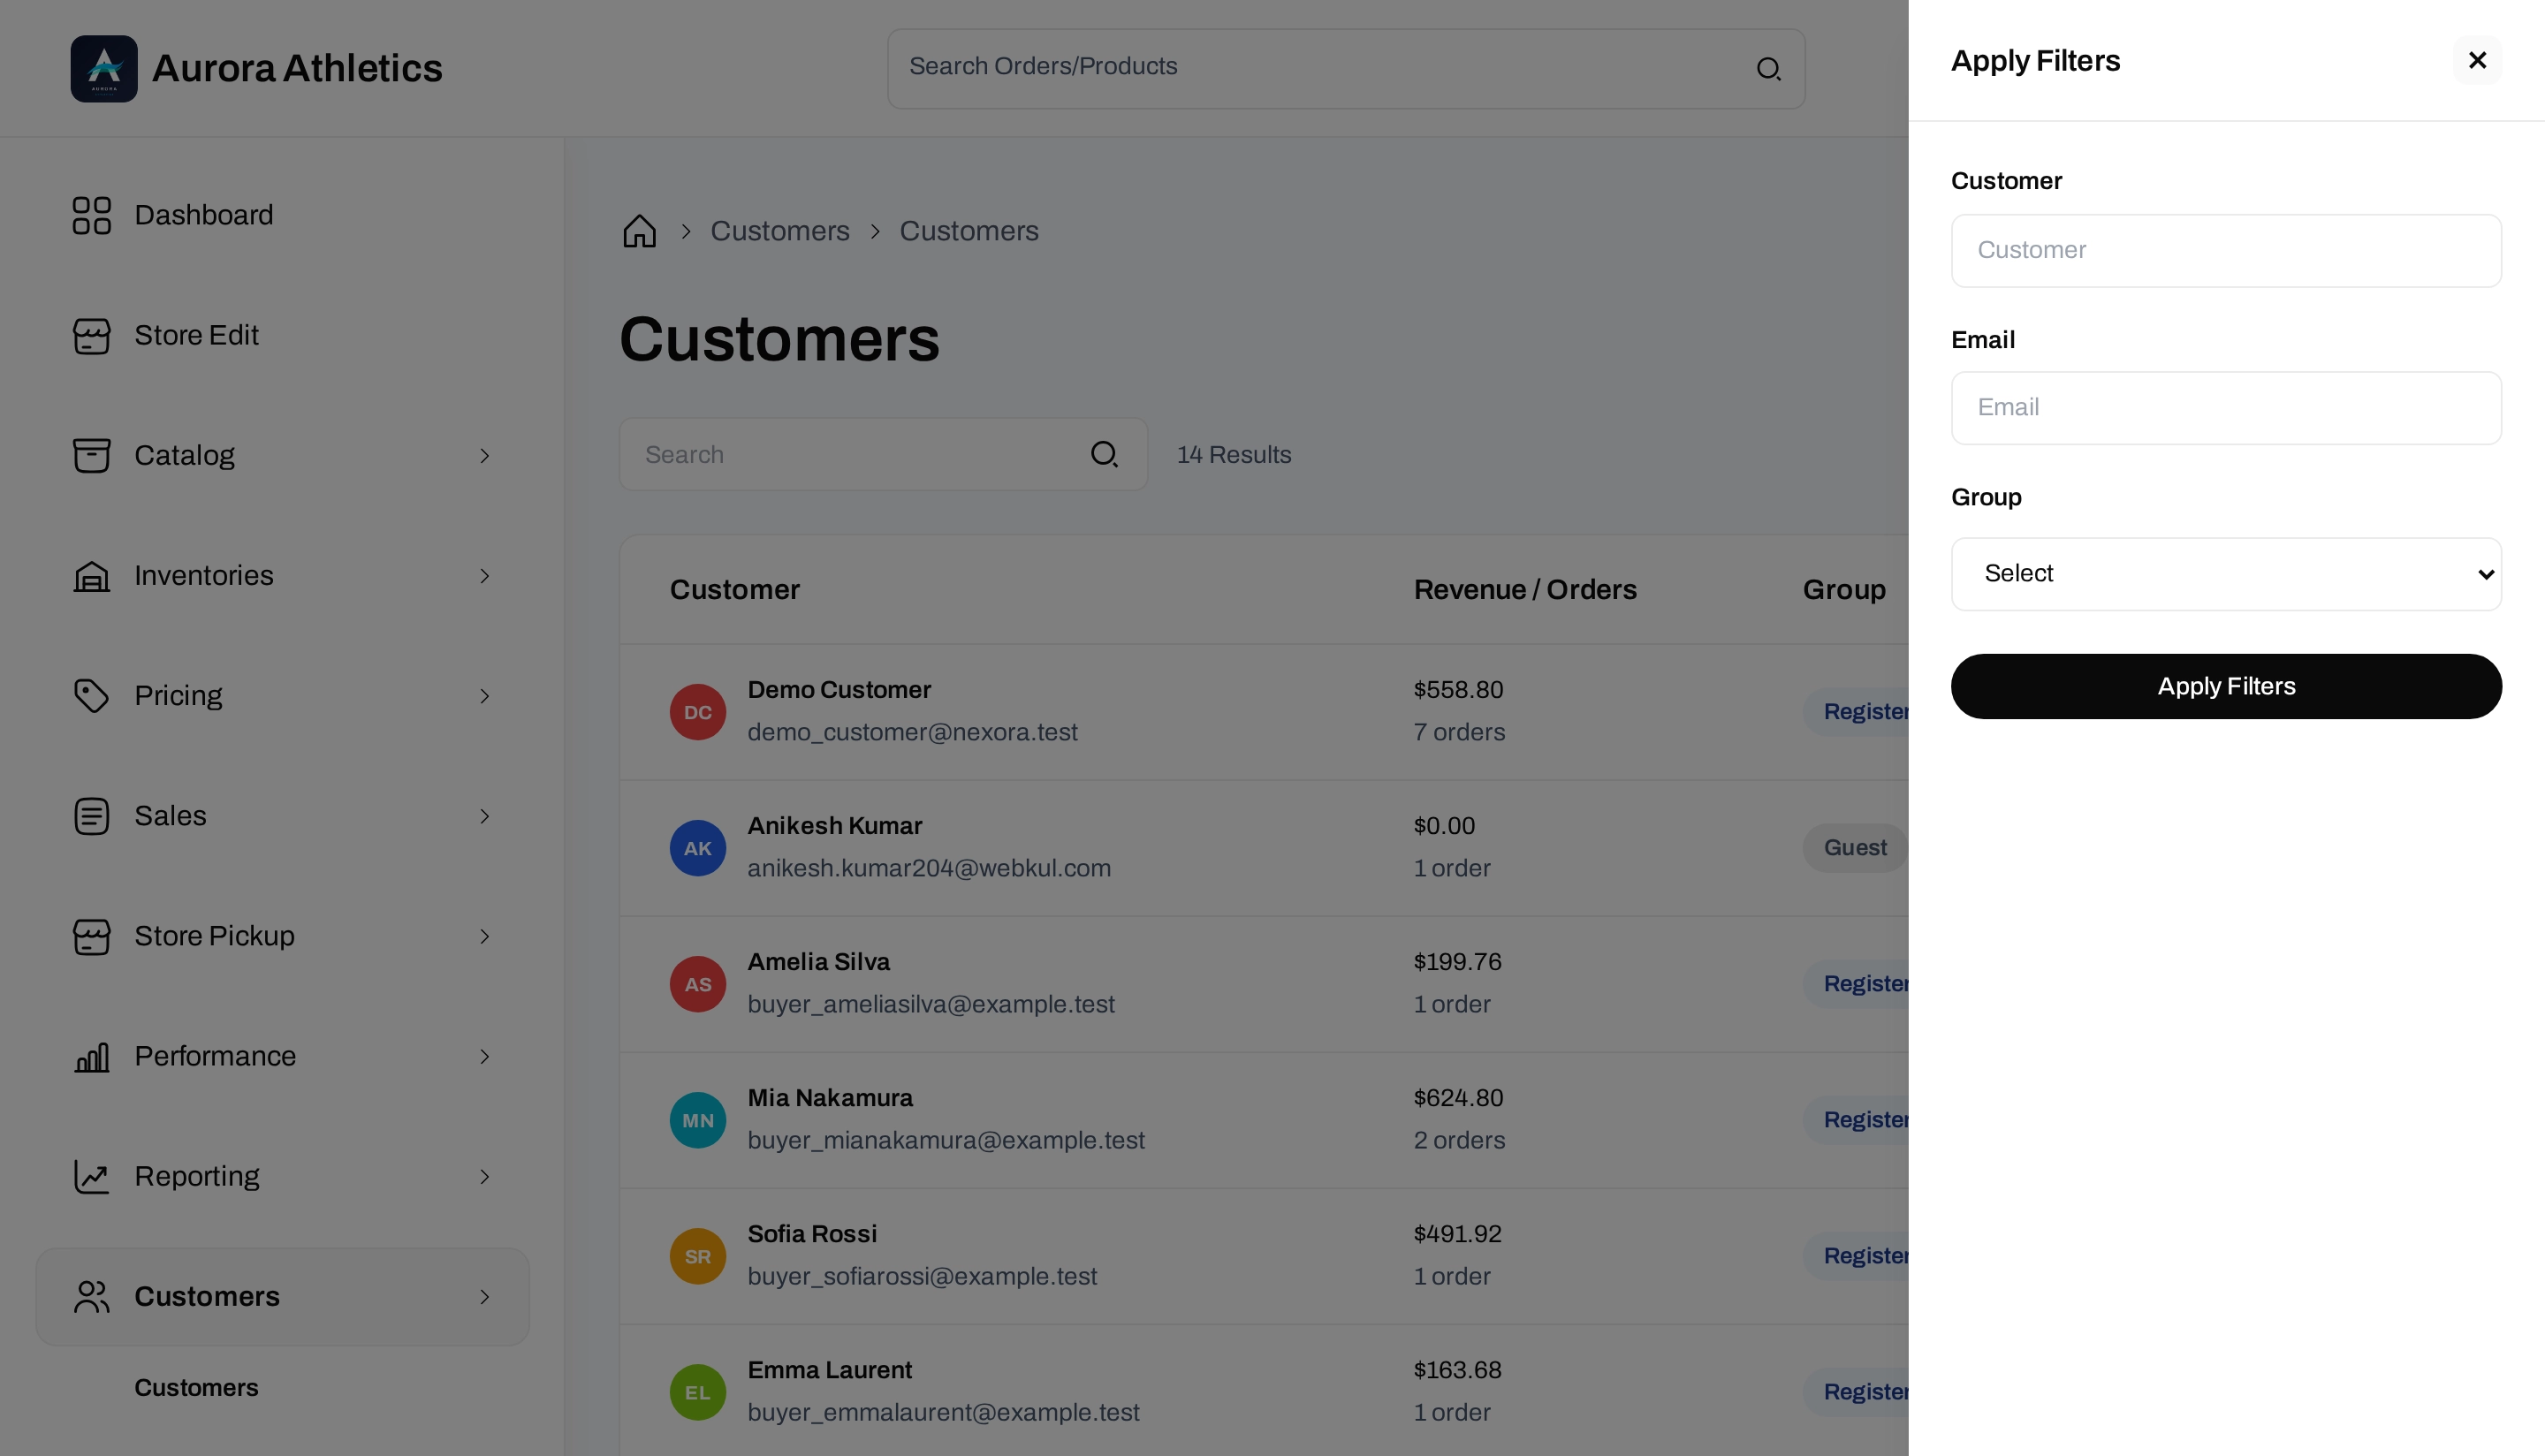 Aurora Athletics
Search Orders/Products
Dashboard
Store Edit
Catalog
Inventories
Pricing
Sales
Store Pickup
Performance
Reporting
Customers
Customers
Customers
Customers
Customers
Search
14 Results
Customer
Revenue / Orders
Group
DC
Demo Customer
demo_customer@nexora.test
$558.80
7 orders
AK
Anikesh Kumar
anikesh.kumar204@webkul.com
$0.00
1 order
Guest
AS
Amelia Silva
buyer_ameliasilva@example.test
$199.76
1 order
MN
Mia Nakamura
buyer_mianakamura@example.test
$624.80
2 orders
SR
Sofia Rossi
buyer_sofiarossi@example.test
$491.92
1 order
EL
Emma Laurent
buyer_emmalaurent@example.test
$163.68
1 order
Apply Filters
Customer
Customer
Email
Email
Group
Select
Apply Filters